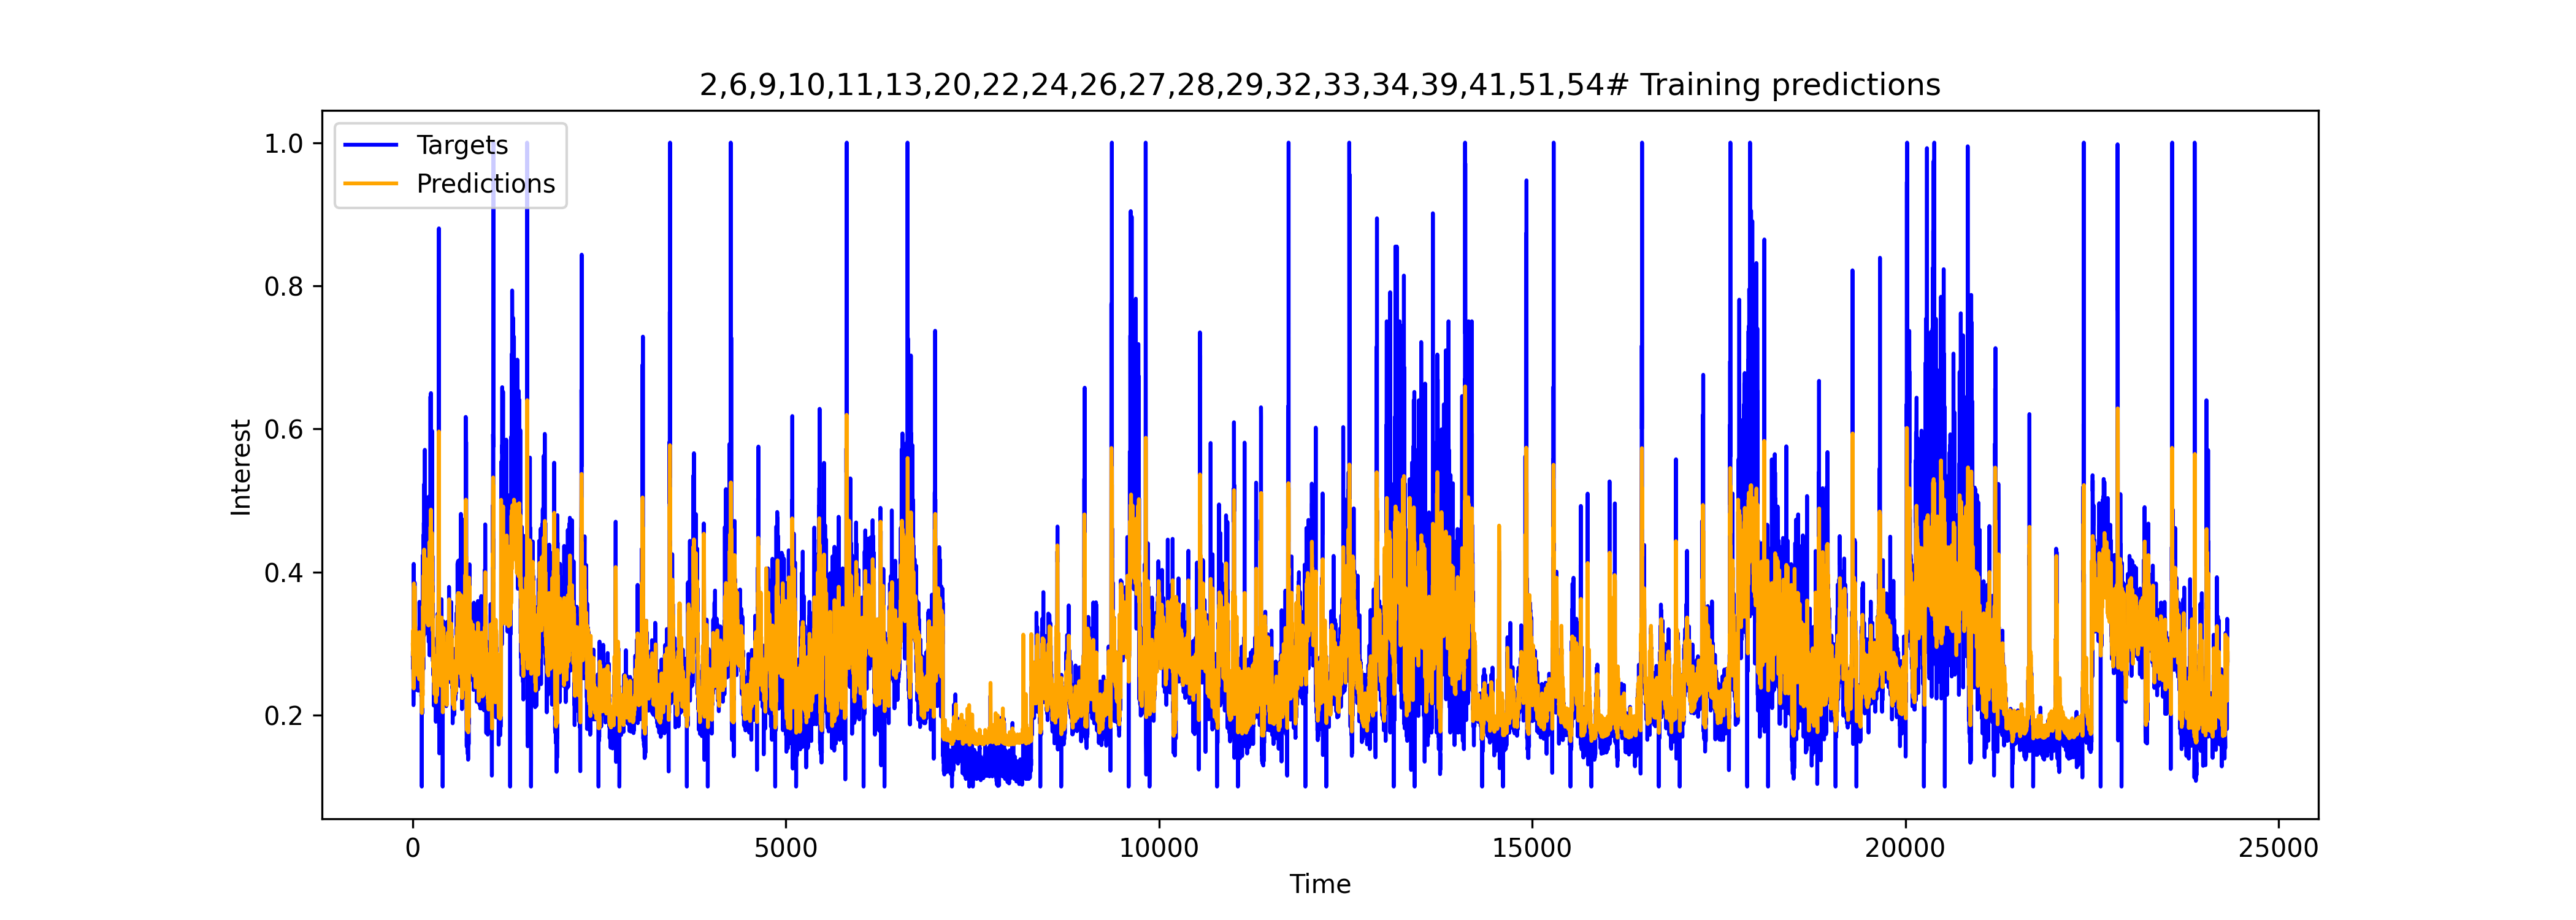 2,6,9,10,11,13,20,22,24,26,27,28,29,32,33,34,39,41,51,54# Training predictions
Targets
Predictions
1.0
0.8
0.6
0.4
0.2
Interest
0
5000
10000
15000
20000
25000
Time